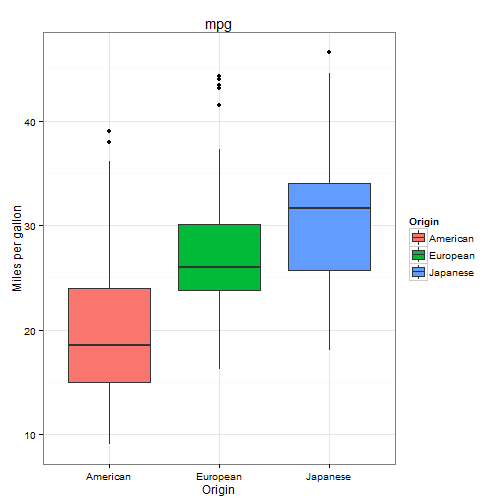 mpg
Miles per gallon
40
30
20
10
American
European
Japanese
Origin
Origin
American
European
Japanese